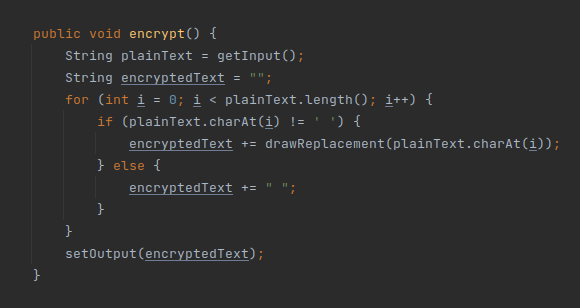 public void encrypt() {
    String plainText = getInput();
    String encryptedText = "";
    for (int i = 0; i < plainText.length(); i++) {
        if (plainText.charAt(i) != ' ') {
            encryptedText += drawReplacement(plainText.charAt(i));
        } else {
            encryptedText += " ";
        }
    }
    setOutput(encryptedText);
}